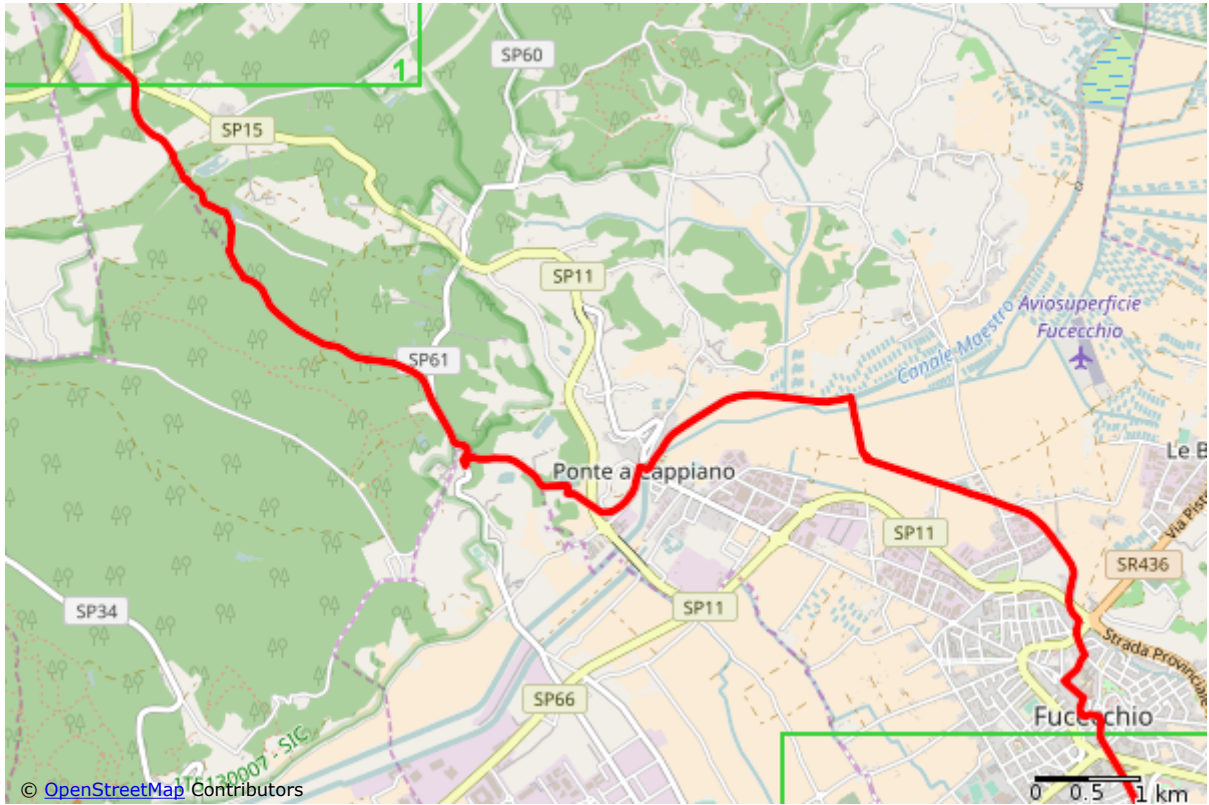 1
SP60
SP15
SP11
Aviosuperficie
Fucecchio
Canale Maestro
SP61
Ponte a Cappiano
Le B
Via Pist
SP11
SR436
SP34
SP11
Strada Provinciale
SP66
Fucecchio
IT5130007 - SIC
0 0.5 1 km
© OpenStreetMap Contributors